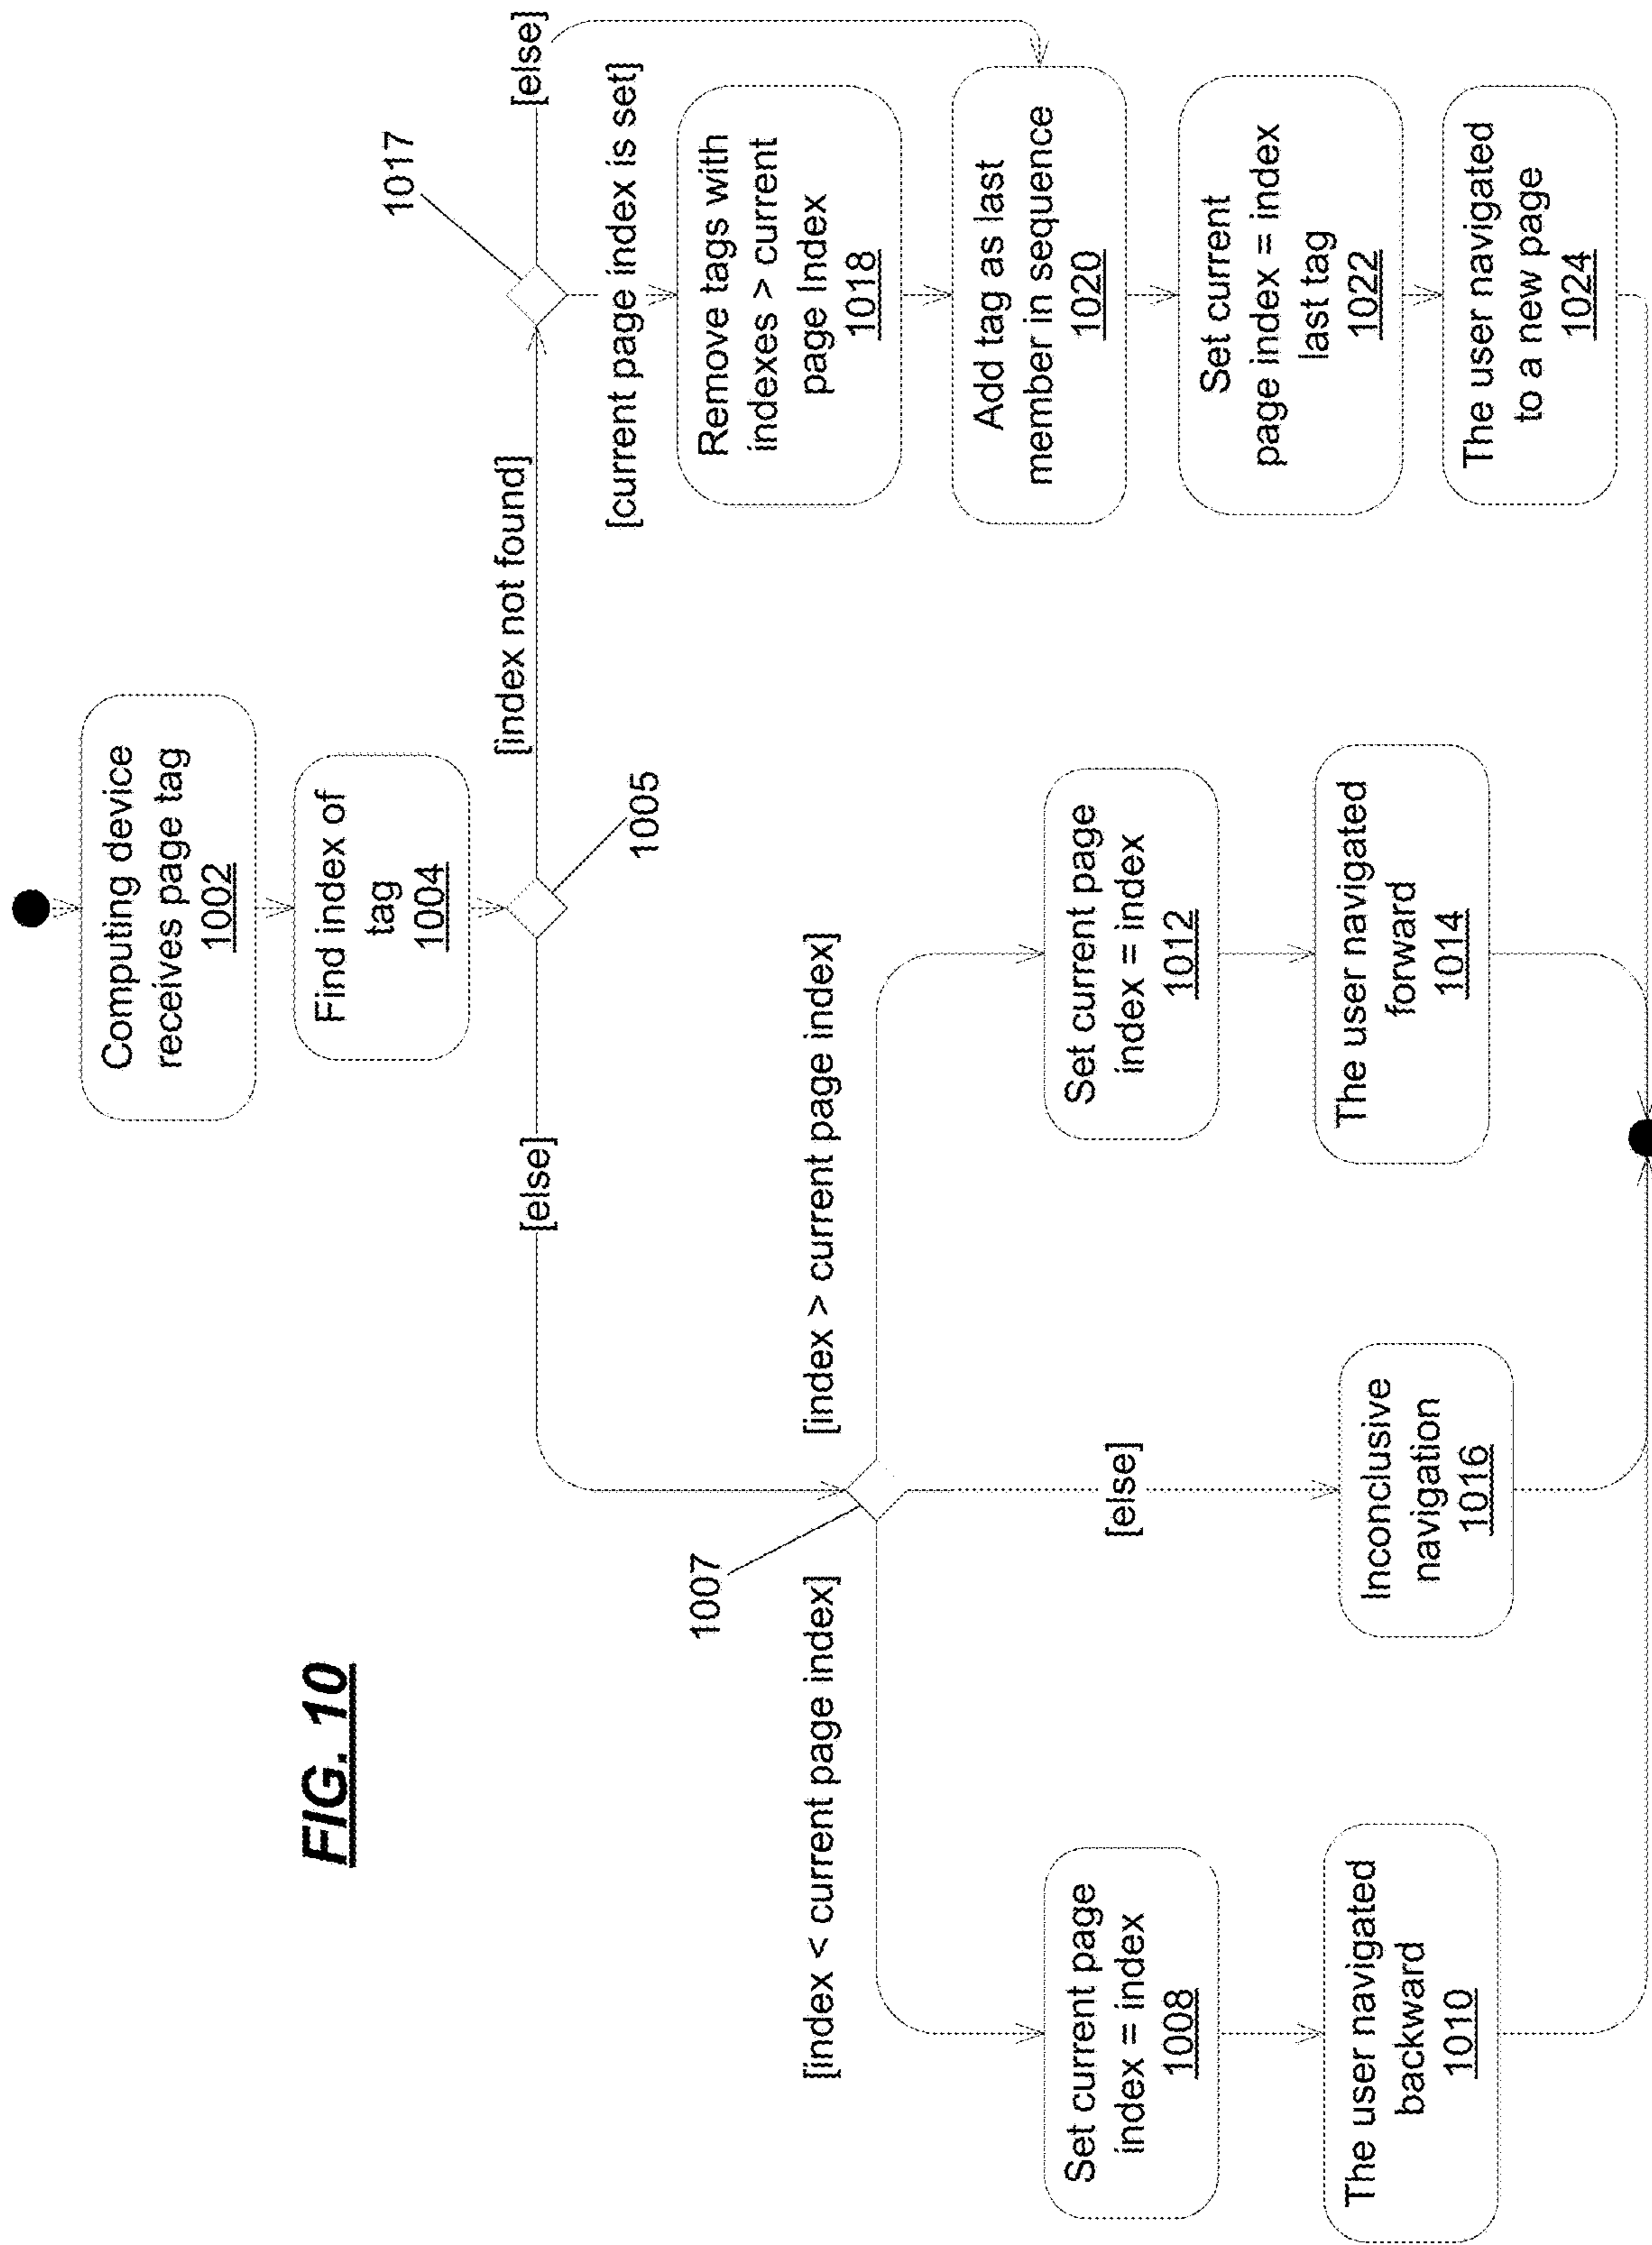 FIG. 10
Computing device
receives page tag
1002
Find index of
tag
1004
1005
[index not found]
[else]
1017
[else]
[current page index is set]
Remove tags with
indexes > current
page Index
1018
Add tag as last
member in sequence
1020
Set current
page index = index
last tag
1022
The user navigated
to a new page
1024
1007
[index < current page index]
[index > current page index]
[else]
Set current page
index = index
1008
The user navigated
backward
1010
Inconclusive
navigation
1016
Set current page
index = index
1012
The user navigated
forward
1014